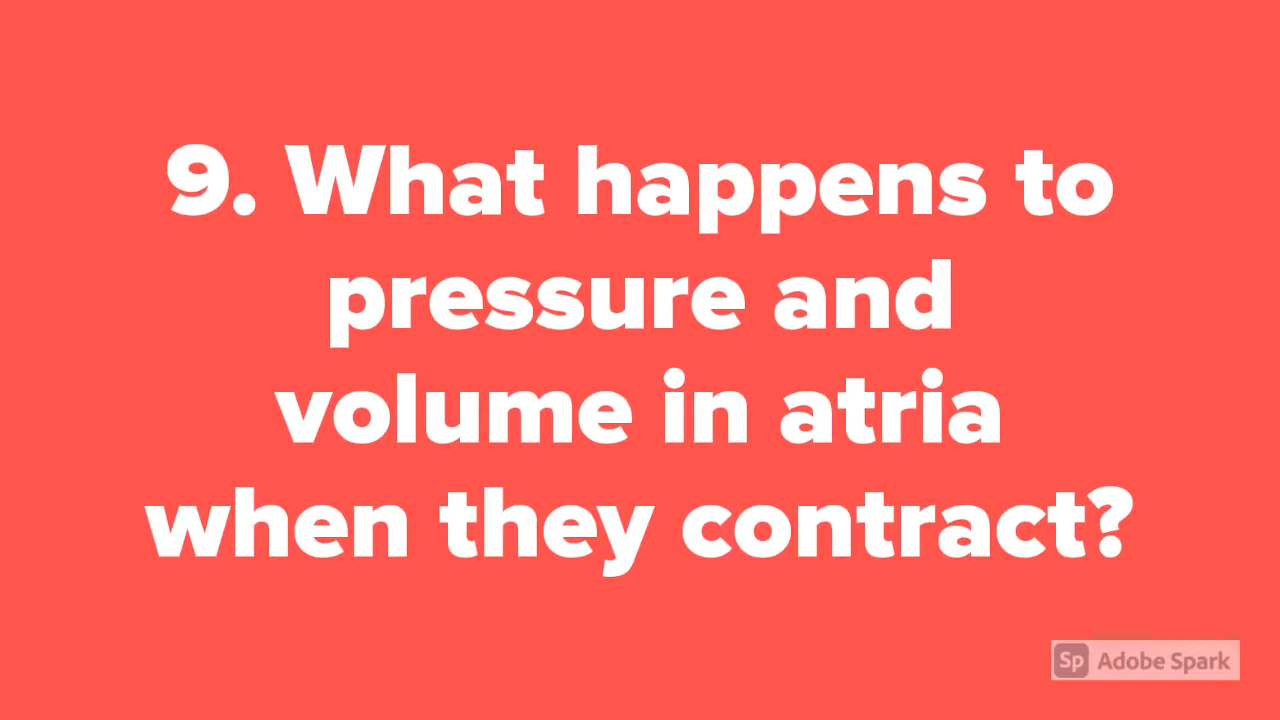 9. What happens to
pressure and
volume in atria
when they contract?
Sp Adobe Spark